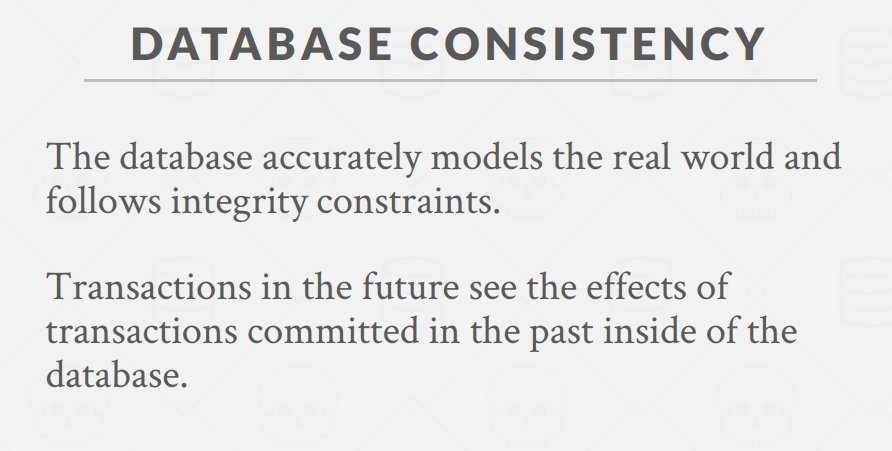 DATABASE CONSISTENCY
The database accurately models the real world and
follows integrity constraints.
Transactions in the future see the effects of
transactions committed in the past inside of the
database.